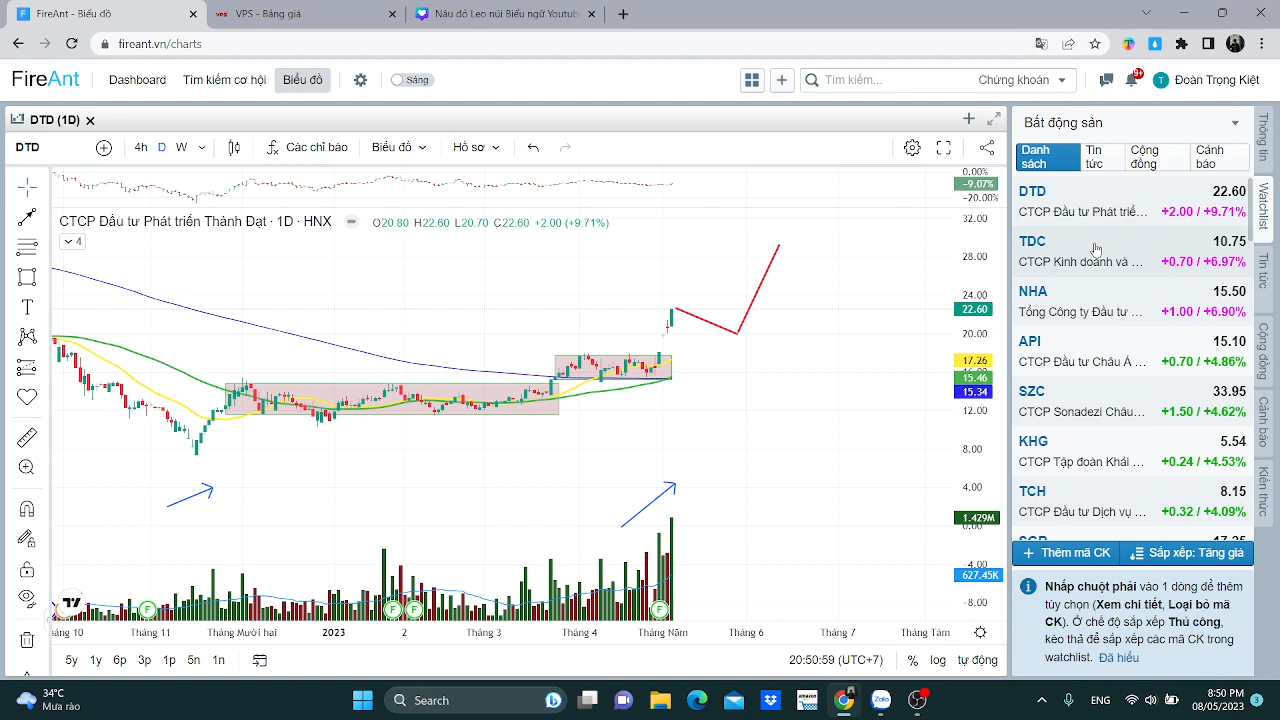 FireAnt - Biểu đồ
VPS - Bảng giá
Nâu đồ Leo núi Biểu ngữ Youtub
fireant.vn/charts
FireAnt
Dashboard
Tìm kiếm cơ hội
Biểu đồ
Sáng
Tìm kiếm...
Chứng khoán
9+
T
Đoàn Trọng Kiệt
DTD (1D)
DTD
4h
D
W
Các chỉ báo
Biểu đồ
Hồ sơ
CTCP Đầu tư Phát triển Thành Đạt · 1D · HNX
O20.80 H22.60 L20.70 C22.60 +2.00 (+9.71%)
4
0.00%
-9.07%
-20.00%
32.00
28.00
24.00
22.60
20.00
17.26
15.46
15.34
12.00
8.00
4.00
1.429M
0.00
-4.00
627.45K
-8.00
F
F
F
F
Tháng 11
Tháng Mười hai
2023
2
Tháng 3
Tháng 4
Tháng Năm
Tháng 6
Tháng 7
Tháng Tám
5y
1y
6p
3p
1p
5n
1n
20:50:59 (UTC+7)
%
log
tự động
Bất động sản
Danh sách
Tin tức
Cộng đồng
Cảnh báo
DTD 22.60
CTCP Đầu tư Phát triể... +2.00 / +9.71%
TDC 10.75
CTCP Kinh doanh và ... +0.70 / +6.97%
NHA 15.50
Tổng Công ty Đầu tư ... +1.00 / +6.90%
API 15.10
CTCP Đầu tư Châu Á ... +0.70 / +4.86%
SZC 33.95
CTCP Sonadezi Châu... +1.50 / +4.62%
KHG 5.54
CTCP Tập đoàn Khải ... +0.24 / +4.53%
TCH 8.15
CTCP Đầu tư Dịch vụ ... +0.32 / +4.09%
Thêm mã CK
Sắp xếp: Tăng giá
Nhấp chuột phải vào 1 dòng để thêm
tùy chọn (Xem chi tiết, Loại bỏ mã
CK). Ở chế độ sắp xếp Thủ công,
kéo thả để sắp xếp các mã CK trong
watchlist. Đã hiểu
Thông tin
Watchlist
Tin tức
Cộng đồng
Cảnh báo
Kiến thức
34°C
Mưa rào
Search
Zalo
ENG
8:50 PM
08/05/2023
3